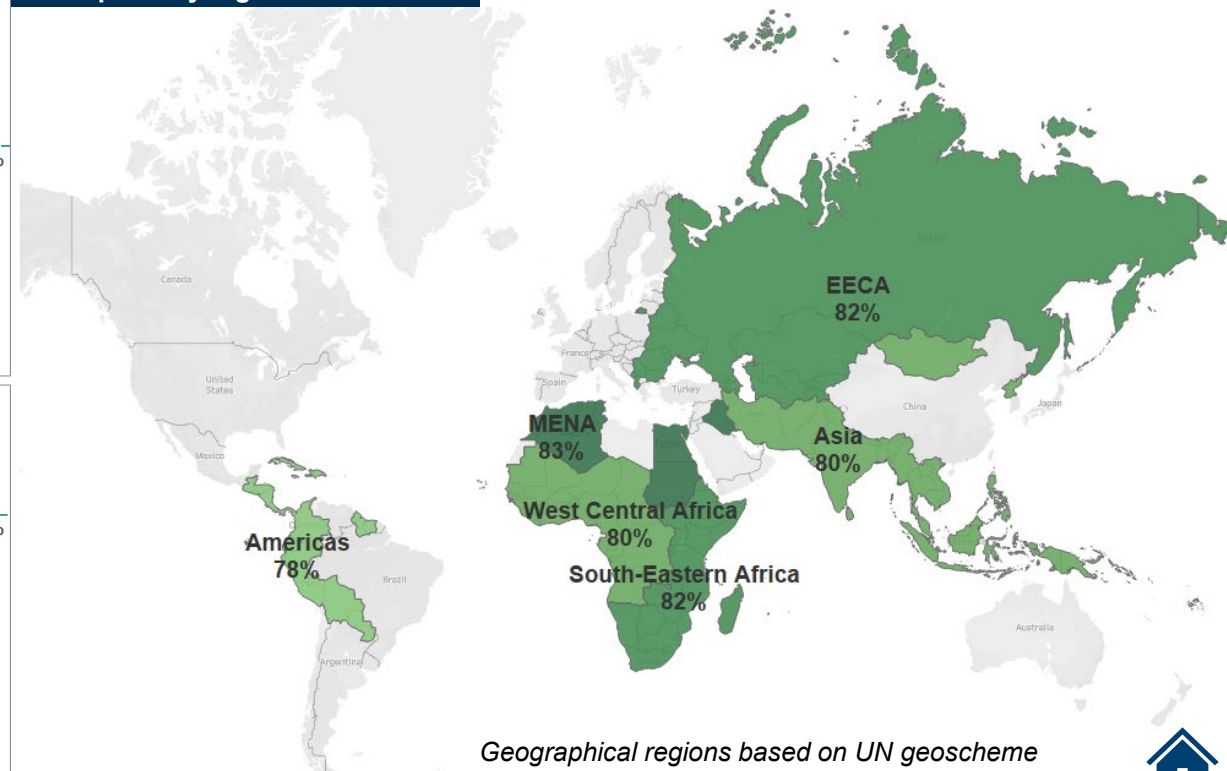 Canada
United
States
Mexico
France
Spain
Turkey
China
Japan
Brazil
Argentina
Australia
EECA
82%
MENA
83%
Asia
80%
West Central Africa
80%
Americas
78%
South-Eastern Africa
82%
Geographical regions based on UN geoscheme